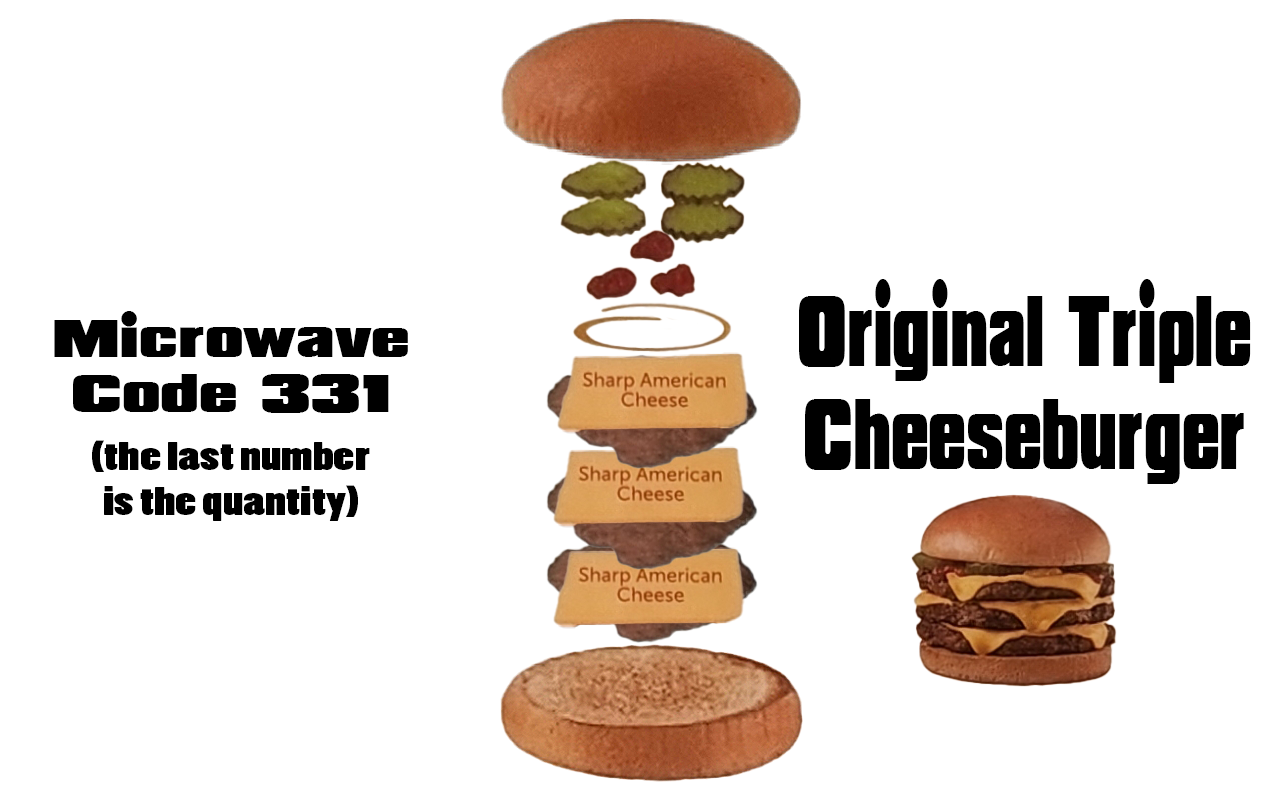 Microwave
Code 331
(the last number
is the quantity)
Sharp American
Cheese
Sharp American
Cheese
Sharp American
Cheese
Original Triple
Cheeseburger